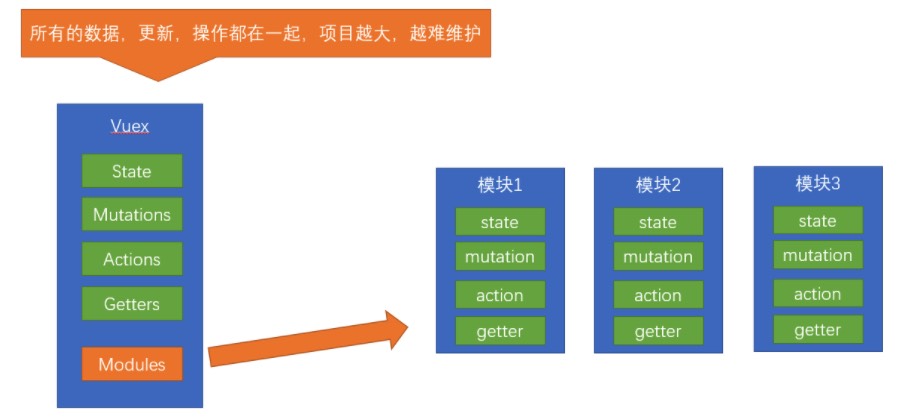 所有的数据，更新，操作都在一起，项目越大，越难维护
Vuex
State
Mutations
Actions
Getters
Modules
模块1
state
mutation
action
getter
模块2
state
mutation
action
getter
模块3
state
mutation
action
getter